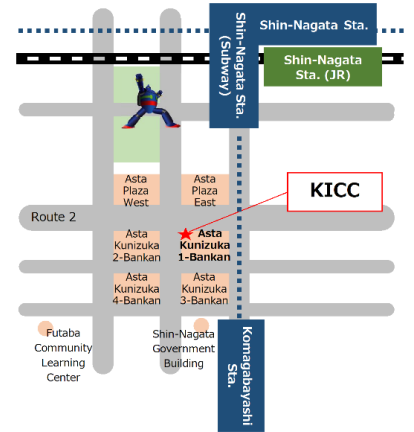 Shin-Nagata Sta.
Shin-Nagata Sta.
(Subway)
Shin-Nagata
Sta. (JR)
Asta
Plaza
West
Asta
Plaza
East
KICC
Route 2
Asta
Kunizuka
2-Bankan
Asta
Kunizuka
1-Bankan
Asta
Kunizuka
4-Bankan
Asta
Kunizuka
3-Bankan
Futaba
Community
Learning
Center
Shin-Nagata
Government
Building
Komagabayashi
Sta.